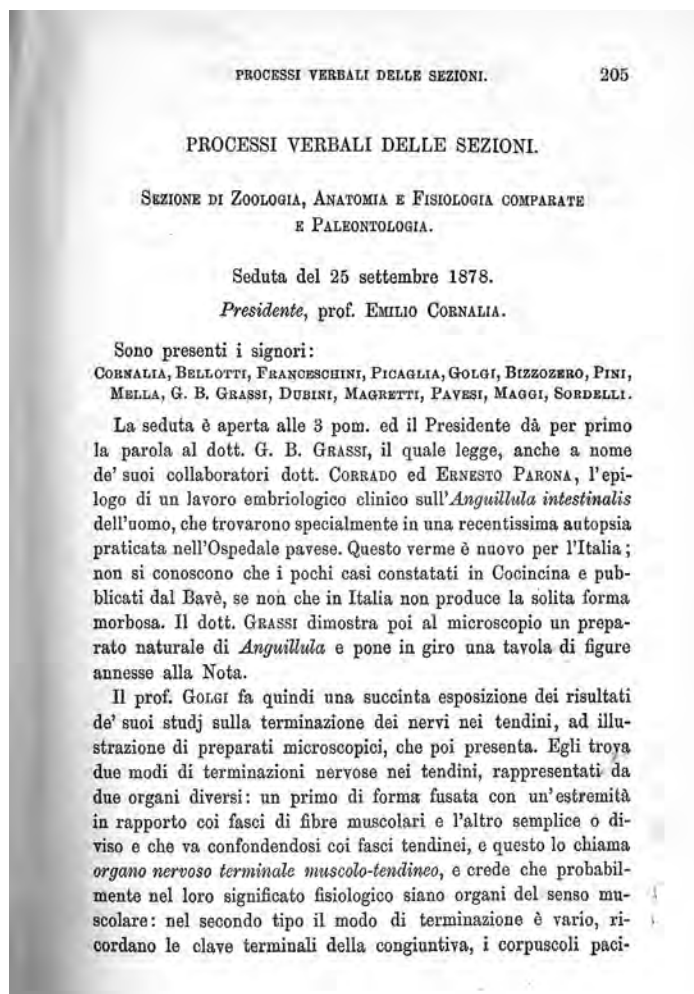 PROCESSI VERBALI DELLE SEZIONI. 205
PROCESSI VERBALI DELLE SEZIONI.
SEZIONE DI ZOOLOGIA, ANATOMIA E FISIOLOGIA COMPARATE
E PALEONTOLOGIA.
Seduta del 25 settembre 1878.
Presidente, prof. EMILIO CORNALIA.
Sono presenti i signori:
CORNALIA, BELLOTTI, FRANCESCHINI, PICAGLIA, GOLGI, BIZZOZERO, PINI,
MELLA, G. B. GRASSI, DUBINI, MAGRETTI, PAVESI, MAGGI, SORDELLI.
La seduta è aperta alle 3 pom. ed il Presidente dà per primo
la parola al dott. G. B. GRASSI, il quale legge, anche a nome
de' suoi collaboratori dott. CORRADO ed ERNESTO PARONA, l'epi-
logo di un lavoro embriologico clinico sull'Anguillula intestinalis
dell'uomo, che trovarono specialmente in una recentissima autopsia
praticata nell'Ospedale pavese. Questo verme è nuovo per l'Italia;
non si conoscono che i pochi casi constatati in Cocincina e pub-
blicati dal Bavè, se non che in Italia non produce la solita forma
morbosa. Il dott. GRASSI dimostra poi al microscopio un prepa-
rato naturale di Anguillula e pone in giro una tavola di figure
annesse alla Nota.
Il prof. GOLGI fa quindi una succinta esposizione dei risultati
de' suoi studj sulla terminazione dei nervi nei tendini, ad illu-
strazione di preparati microscopici, che poi presenta. Egli trova
due modi di terminazioni nervose nei tendini, rappresentati da
due organi diversi: un primo di forma fusata con un'estremità
in rapporto coi fasci di fibre muscolari e l'altro semplice o di-
viso e che va confondendosi coi fasci tendinei, e questo lo chiama
organo nervoso terminale muscolo-tendineo, e crede che probabil-
mente nel loro significato fisiologico siano organi del senso mu-
scolare: nel secondo tipo il modo di terminazione è vario, ri-
cordano le clave terminali della congiuntiva, i corpuscoli paci-